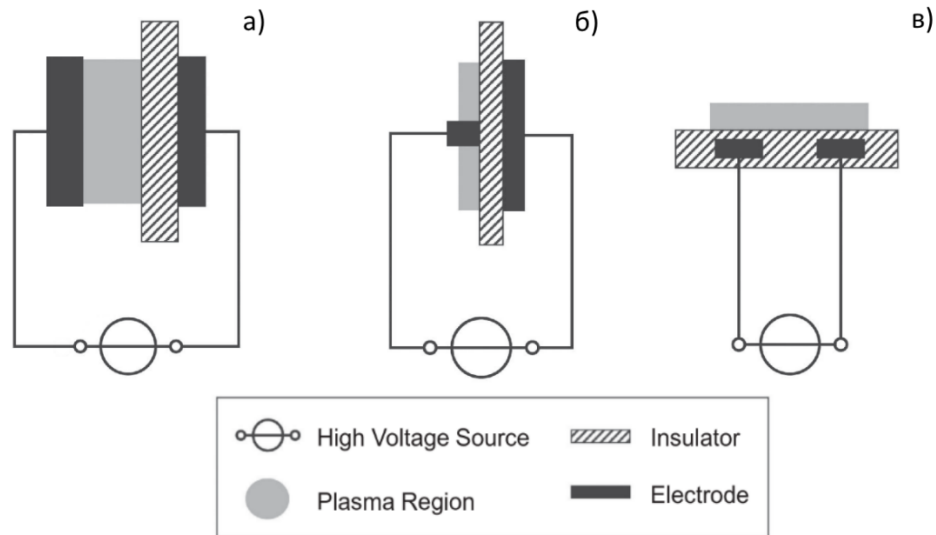 а)
б)
в)
High Voltage Source
Insulator
Plasma Region
Electrode